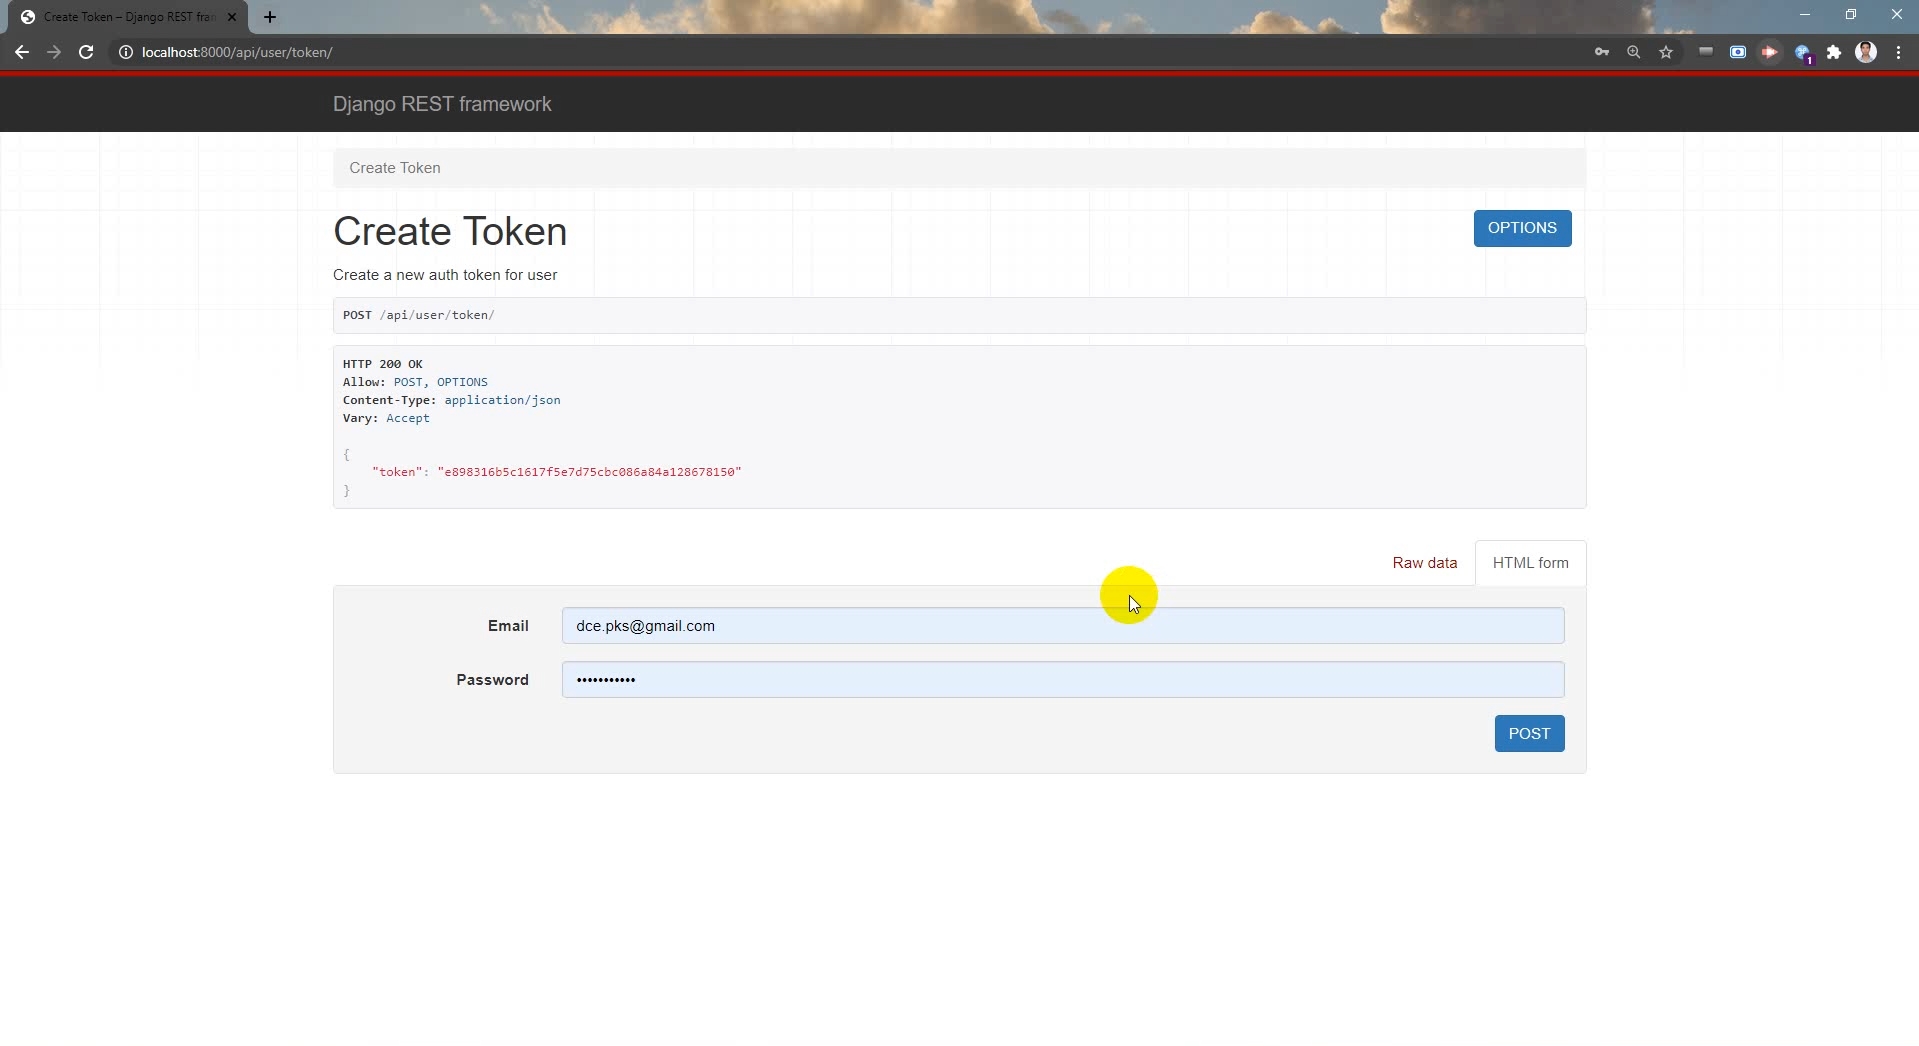 Create Token – Django REST fran
localhost:8000/api/user/token/
1
Django REST framework
Create Token
Create Token
OPTIONS
Create a new auth token for user
POST /api/user/token/
HTTP 200 OK
Allow: POST, OPTIONS
Content-Type: application/json
Vary: Accept
{
"token": "e898316b5c1617f5e7d75cbc086a84a128678150"
}
Raw data
HTML form
Email
dce.pks@gmail.com
Password
•••••••••••
POST